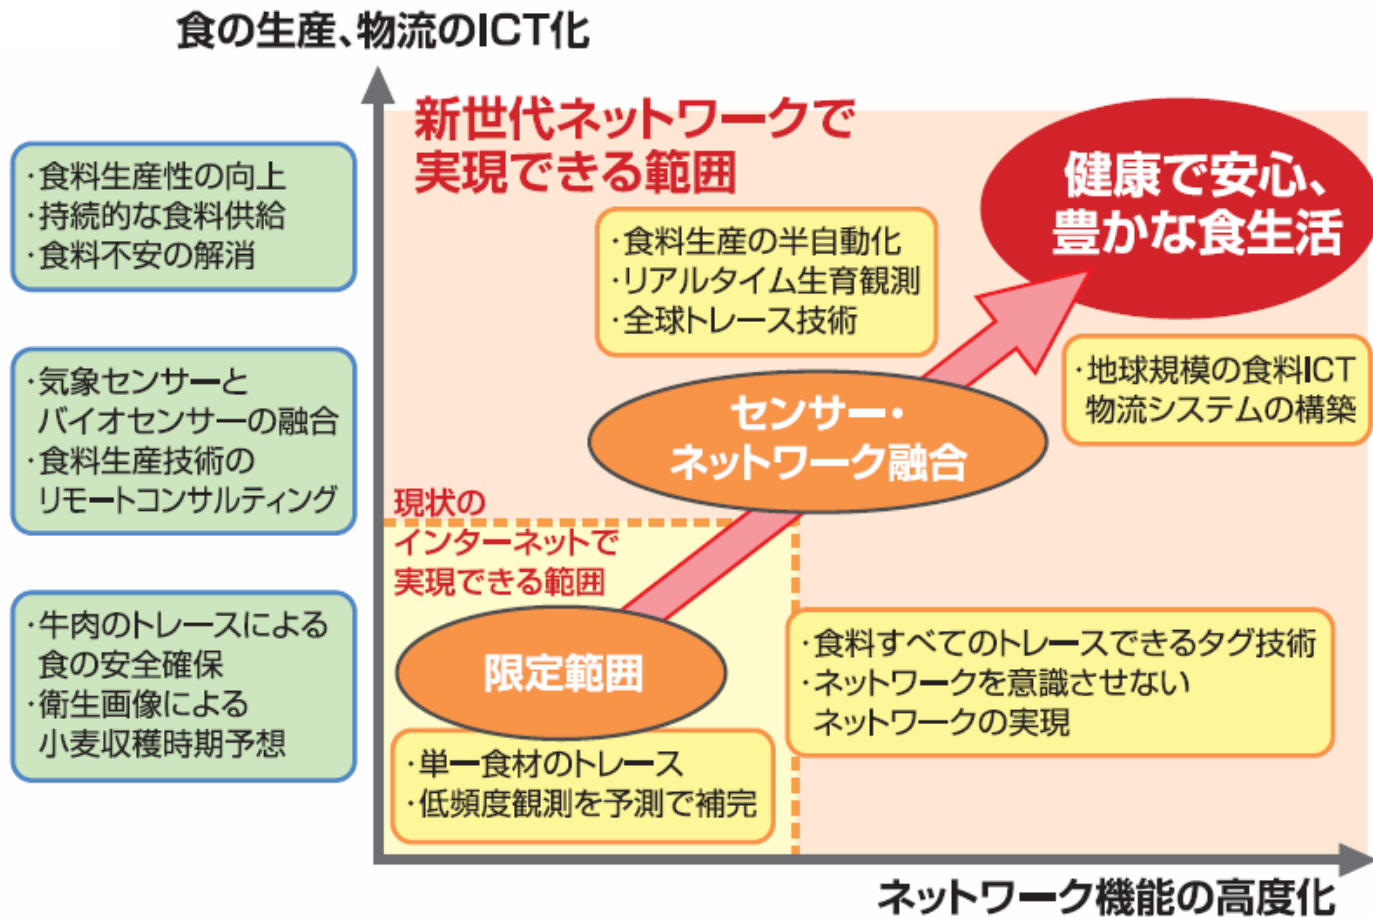 食の生産、物流のICT化
新世代ネットワークで
実現できる範囲
健康で安心、
豊かな食生活
・食料生産性の向上
・持続的な食料供給
・食料不安の解消
・食料生産の半自動化
・リアルタイム生育観測
・全球トレース技術
・地球規模の食料ICT
物流システムの構築
・気象センサーと
バイオセンサーの融合
・食料生産技術の
リモートコンサルティング
センサー・
ネットワーク融合
現状の
インターネットで
実現できる範囲
・牛肉のトレースによる
食の安全確保
・衛生画像による
小麦収穫時期予想
限定範囲
・食料すべてのトレースできるタグ技術
・ネットワークを意識させない
ネットワークの実現
・単一食材のトレース
・低頻度観測を予測で補完
ネットワーク機能の高度化